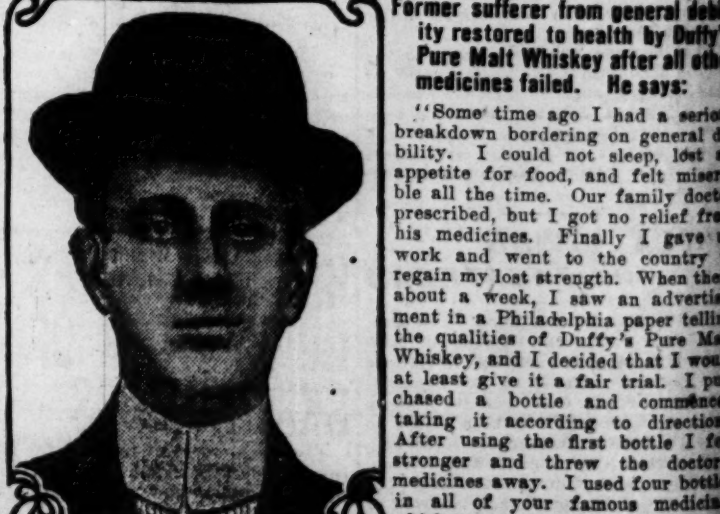 Former sufferer from general deb
ity restored to health by Duffy'
Pure Malt Whiskey after all oth
medicines failed. He says:
"Some time ago I had a serio
breakdown bordering on general d
bility. I could not sleep, lost
appetite for food, and felt miser
ble all the time. Our family doct
prescribed, but I got no relief fr
his medicines. Finally I gave
work and went to the country
regain my lost strength. When the
about a week, I saw an adverti
ment in a Philadelphia paper telli
the qualities of Duffy's Pure Ma
Whiskey, and I decided that I wou
at least give it a fair trial. I pu
chased a bottle and commenc
taking it according to direction
After using the first bottle I fe
stronger and threw the doctor
medicines away. I used four bottl
in all of your famous medicin